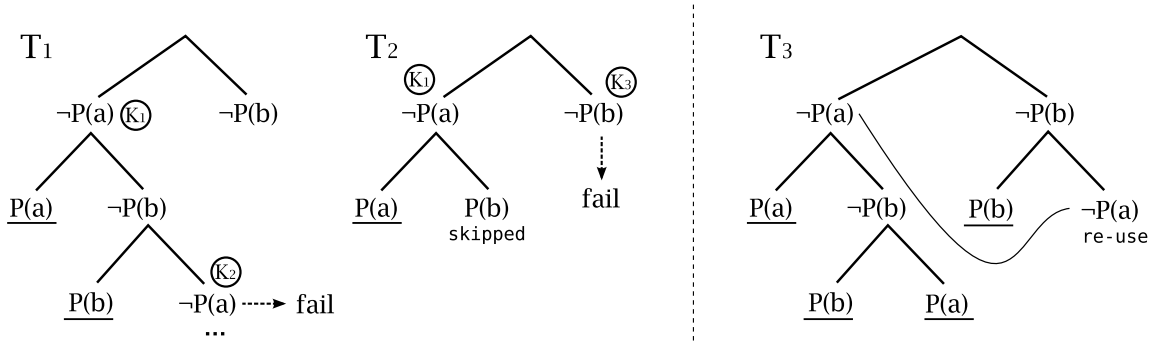 T1
¬P(a) K1 ¬P(b)
P(a) ¬P(b)
P(b) K2 ¬P(a) fail
...
T2
K1 K3
¬P(a) ¬P(b)
P(a) P(b) fail
skipped
T3
¬P(a) ¬P(b)
P(a) ¬P(b) P(b) ¬P(a)
re-use
P(b) P(a)